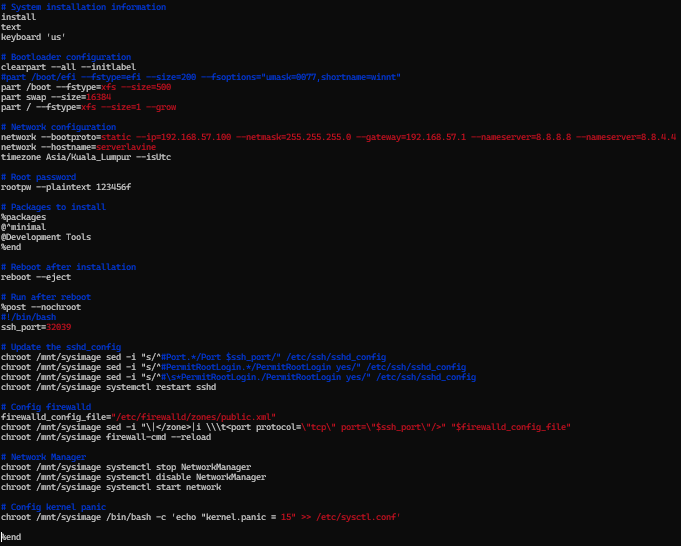 # System installation information
install
text
keyboard 'us'
# Bootloader configuration
clearpart --all --initlabel
#part /boot/efi --fstype=efi --size=200 --fsoptions="umask=0077,shortname=winnt"
part /boot --fstype=xfs --size=500
part swap --size=16384
part / --fstype=xfs --size=1 --grow
# Network configuration
network --bootproto=static --ip=192.168.57.100 --netmask=255.255.255.0 --gateway=192.168.57.1 --nameserver=8.8.8.8 --nameserver=8.8.4.4
network --hostname=serverlavine
timezone Asia/Kuala_Lumpur --isUtc
# Root password
rootpw --plaintext 123456f
# Packages to install
%packages
@^minimal
@Development Tools
%end
# Reboot after installation
reboot --eject
# Run after reboot
%post --nochroot
#!/bin/bash
ssh_port=32039
# Update the sshd_config
chroot /mnt/sysimage sed -i "s/^#Port.*/Port $ssh_port/" /etc/ssh/sshd_config
chroot /mnt/sysimage sed -i "s/^#PermitRootLogin.*/PermitRootLogin yes/" /etc/ssh/sshd_config
chroot /mnt/sysimage sed -i "s/^#\s*PermitRootLogin./PermitRootLogin yes/" /etc/ssh/sshd_config
chroot /mnt/sysimage systemctl restart sshd
# Config firewalld
firewalld_config_file="/etc/firewalld/zones/public.xml"
chroot /mnt/sysimage sed -i "\|</zone>|i \\\t<port protocol=\"tcp\" port=\"$ssh_port\"/>" "$firewalld_config_file"
chroot /mnt/sysimage firewall-cmd --reload
# Network Manager
chroot /mnt/sysimage systemctl stop NetworkManager
chroot /mnt/sysimage systemctl disable NetworkManager
chroot /mnt/sysimage systemctl start network
# Config kernel panic
chroot /mnt/sysimage /bin/bash -c 'echo "kernel.panic = 15" >> /etc/sysctl.conf'
%end